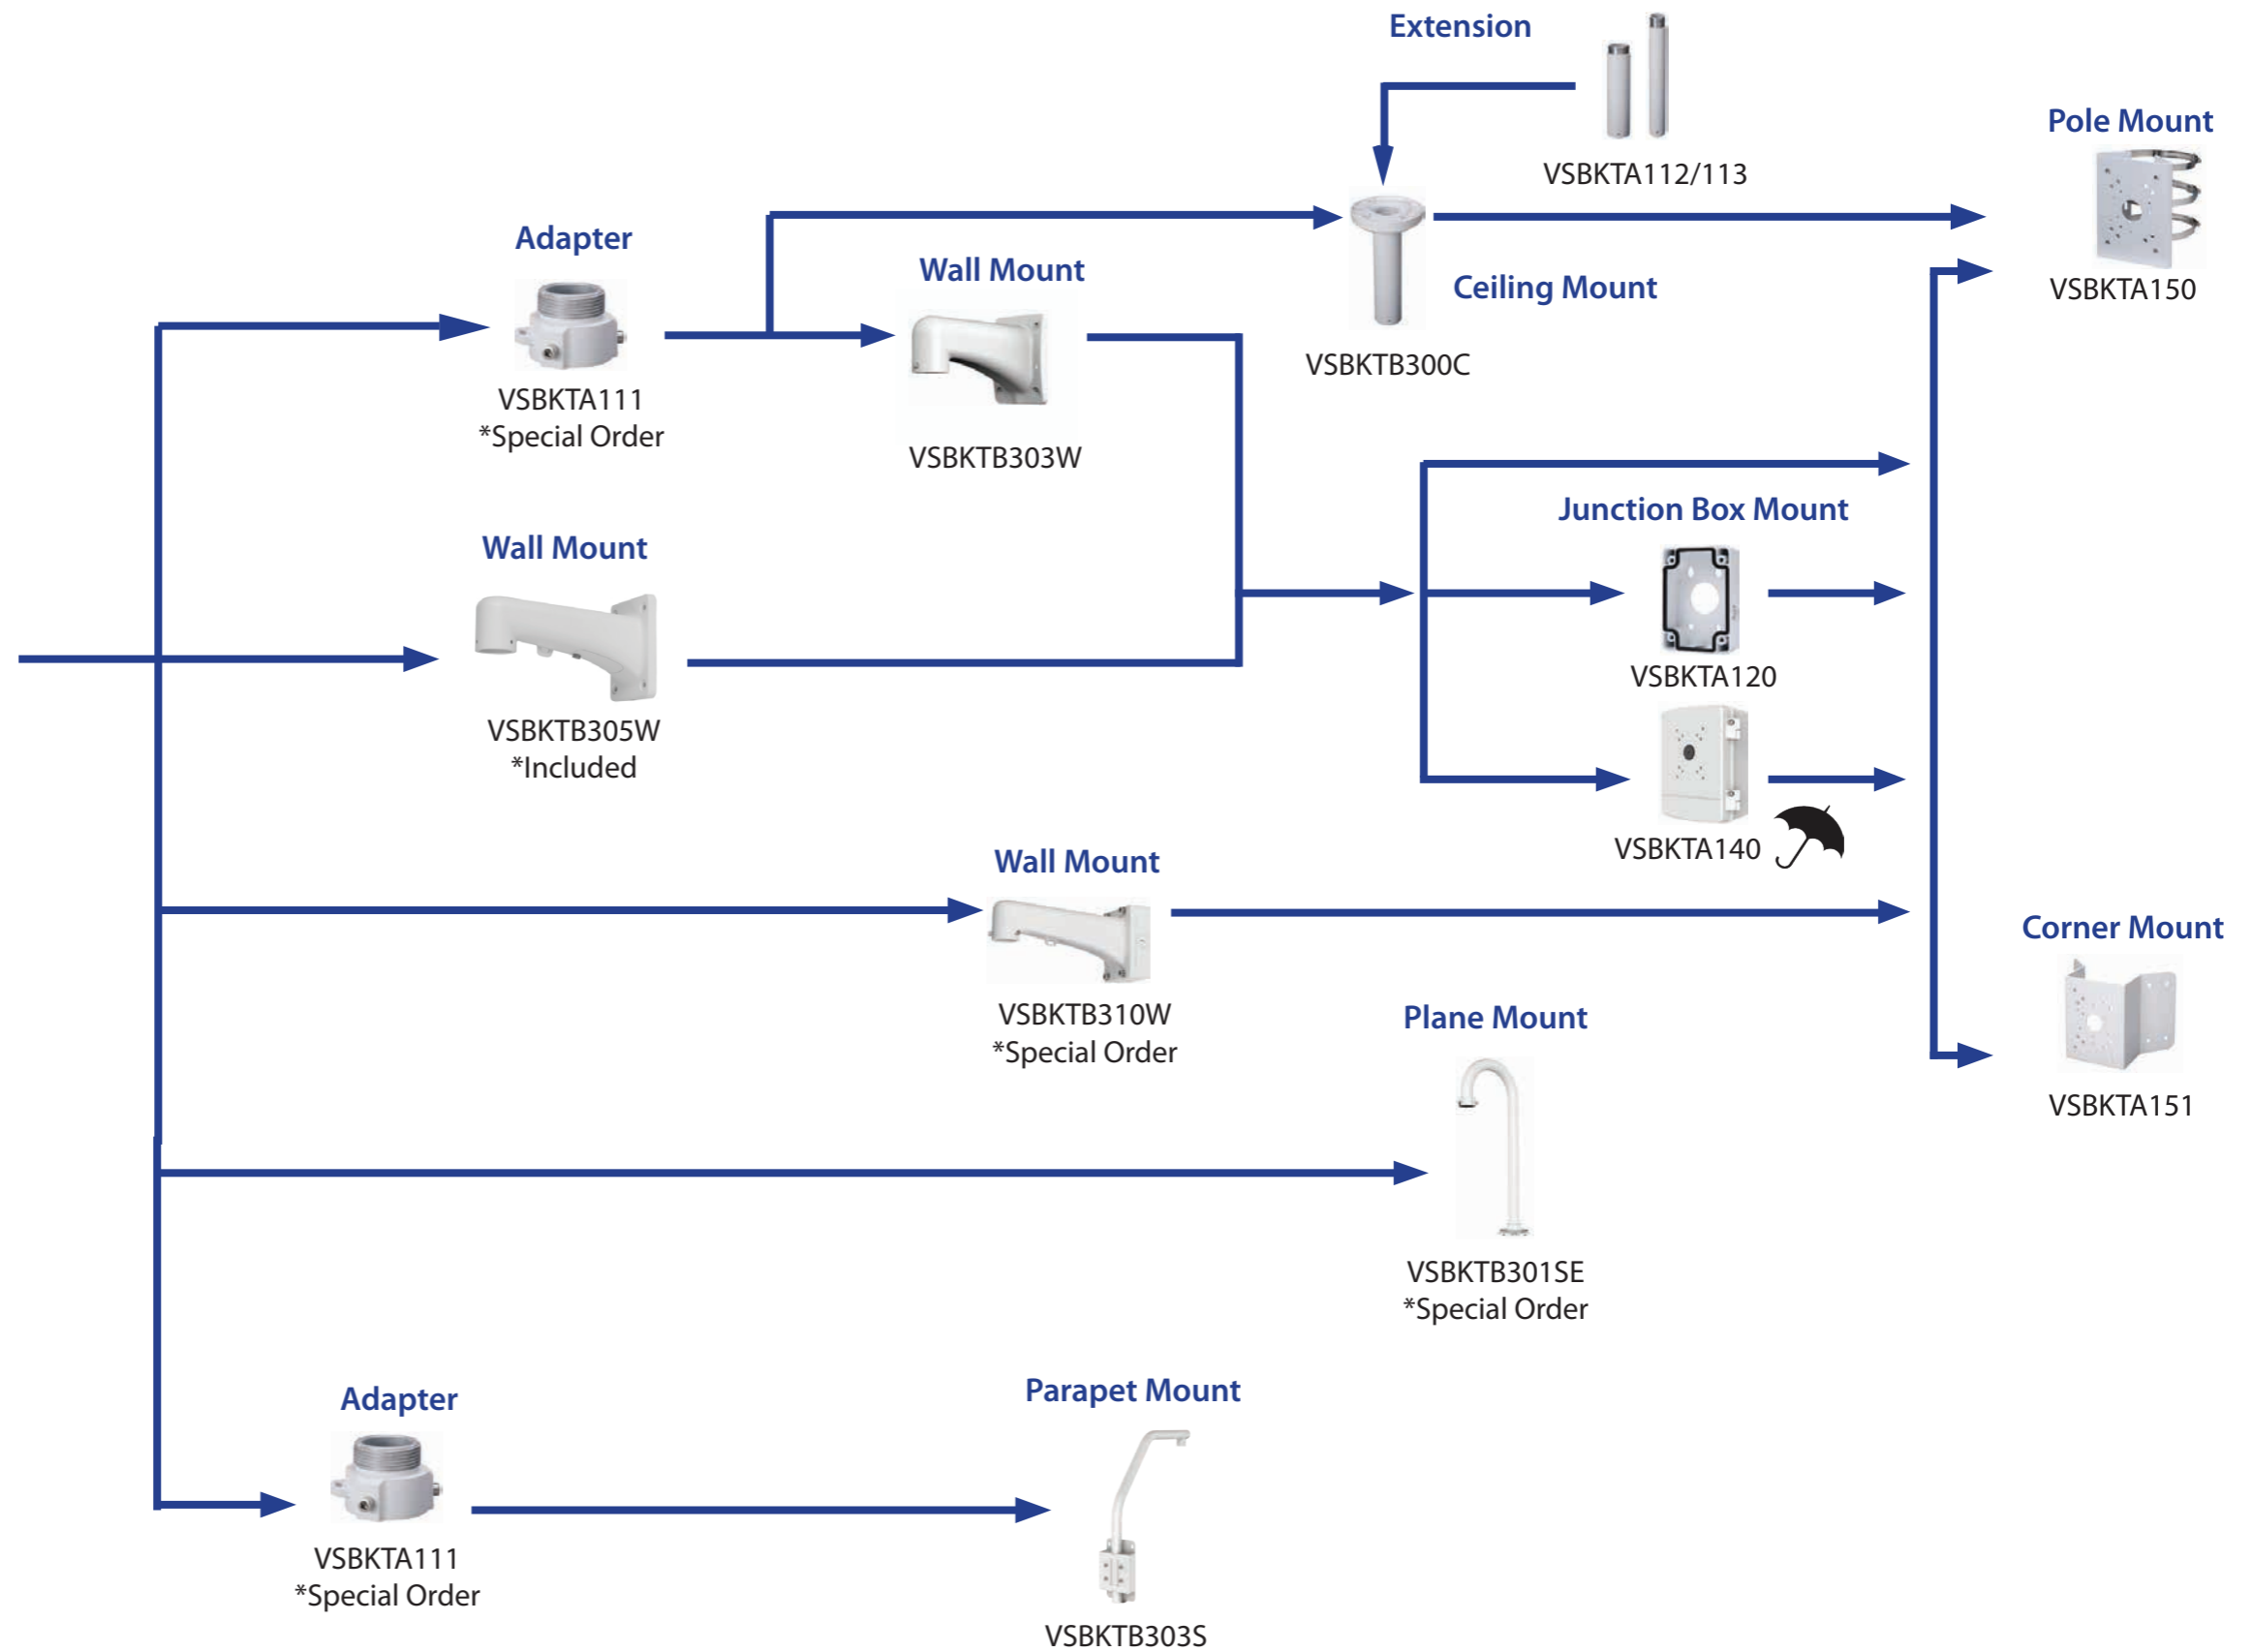 Extension
VSBKTA112/113
Pole Mount
VSBKTA150
Adapter
VSBKTA111
*Special Order
Wall Mount
VSBKTB303W
Ceiling Mount
VSBKTB300C
Junction Box Mount
VSBKTA120
Wall Mount
VSBKTB305W
*Included
VSBKTA140
Wall Mount
VSBKTB310W
*Special Order
Corner Mount
VSBKTA151
Plane Mount
VSBKTB301SE
*Special Order
Adapter
VSBKTA111
*Special Order
Parapet Mount
VSBKTB303S